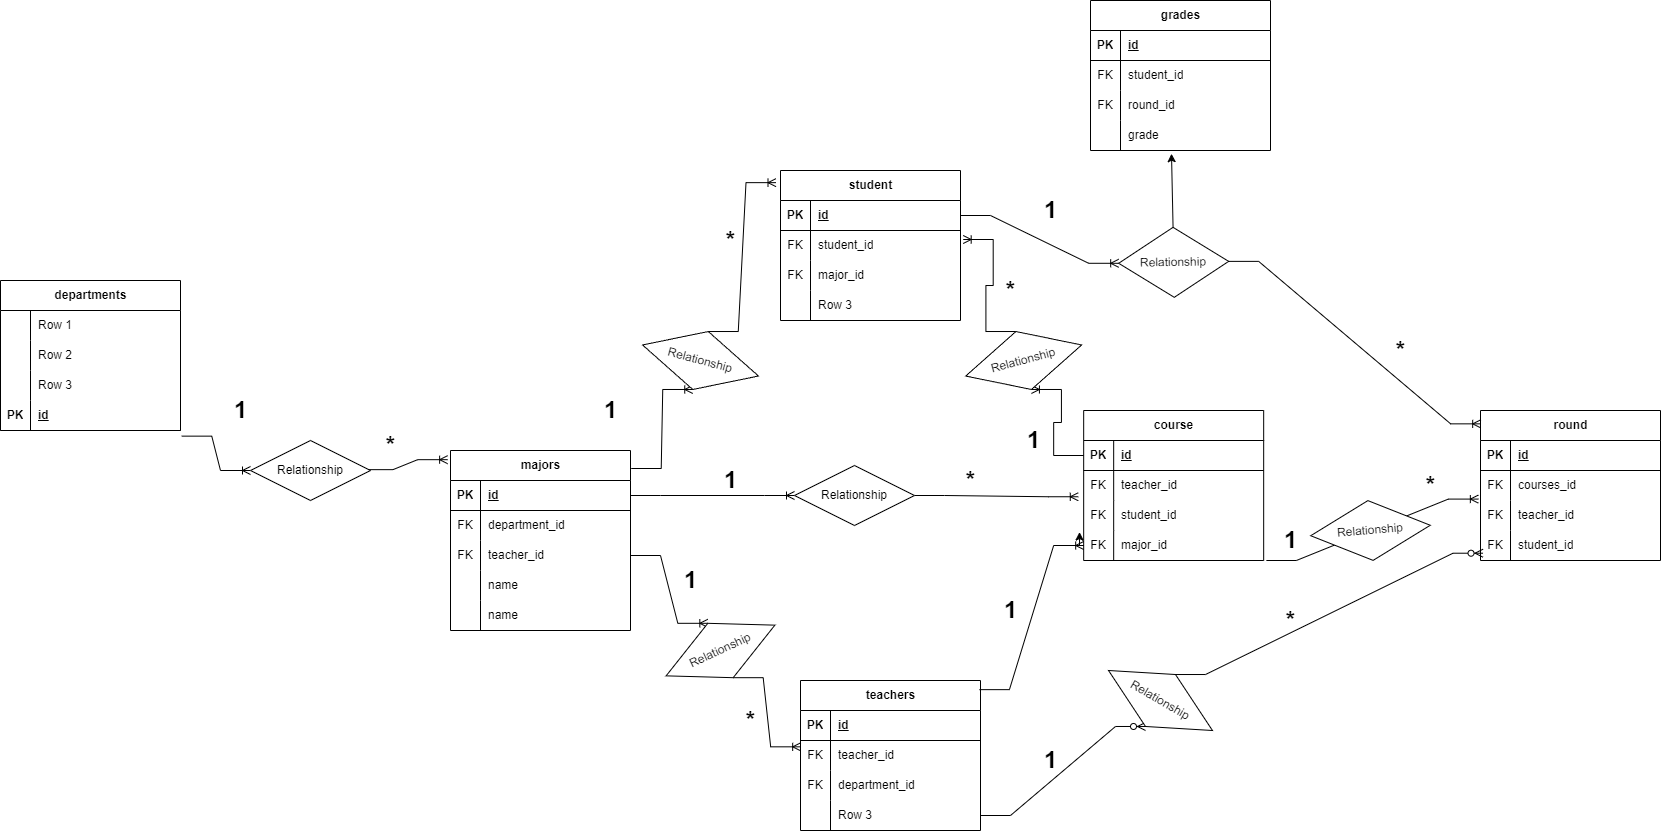 grades
PK id
FK student_id
FK round_id
grade
student
PK id
FK student_id
FK major_id
Row 3
1
Relationship
*
*
*
departments
Row 1
Row 2
Row 3
PK id
Relationship
Relationship
1
*
Relationship
1
1
majors
PK id
FK department_id
FK teacher_id
name
name
1
Relationship
*
course
PK id
FK teacher_id
FK student_id
FK major_id
1
Relationship
*
round
PK id
FK courses_id
FK teacher_id
FK student_id
1
Relationship
*
1
*
teachers
PK id
FK teacher_id
FK department_id
Row 3
1
Relationship